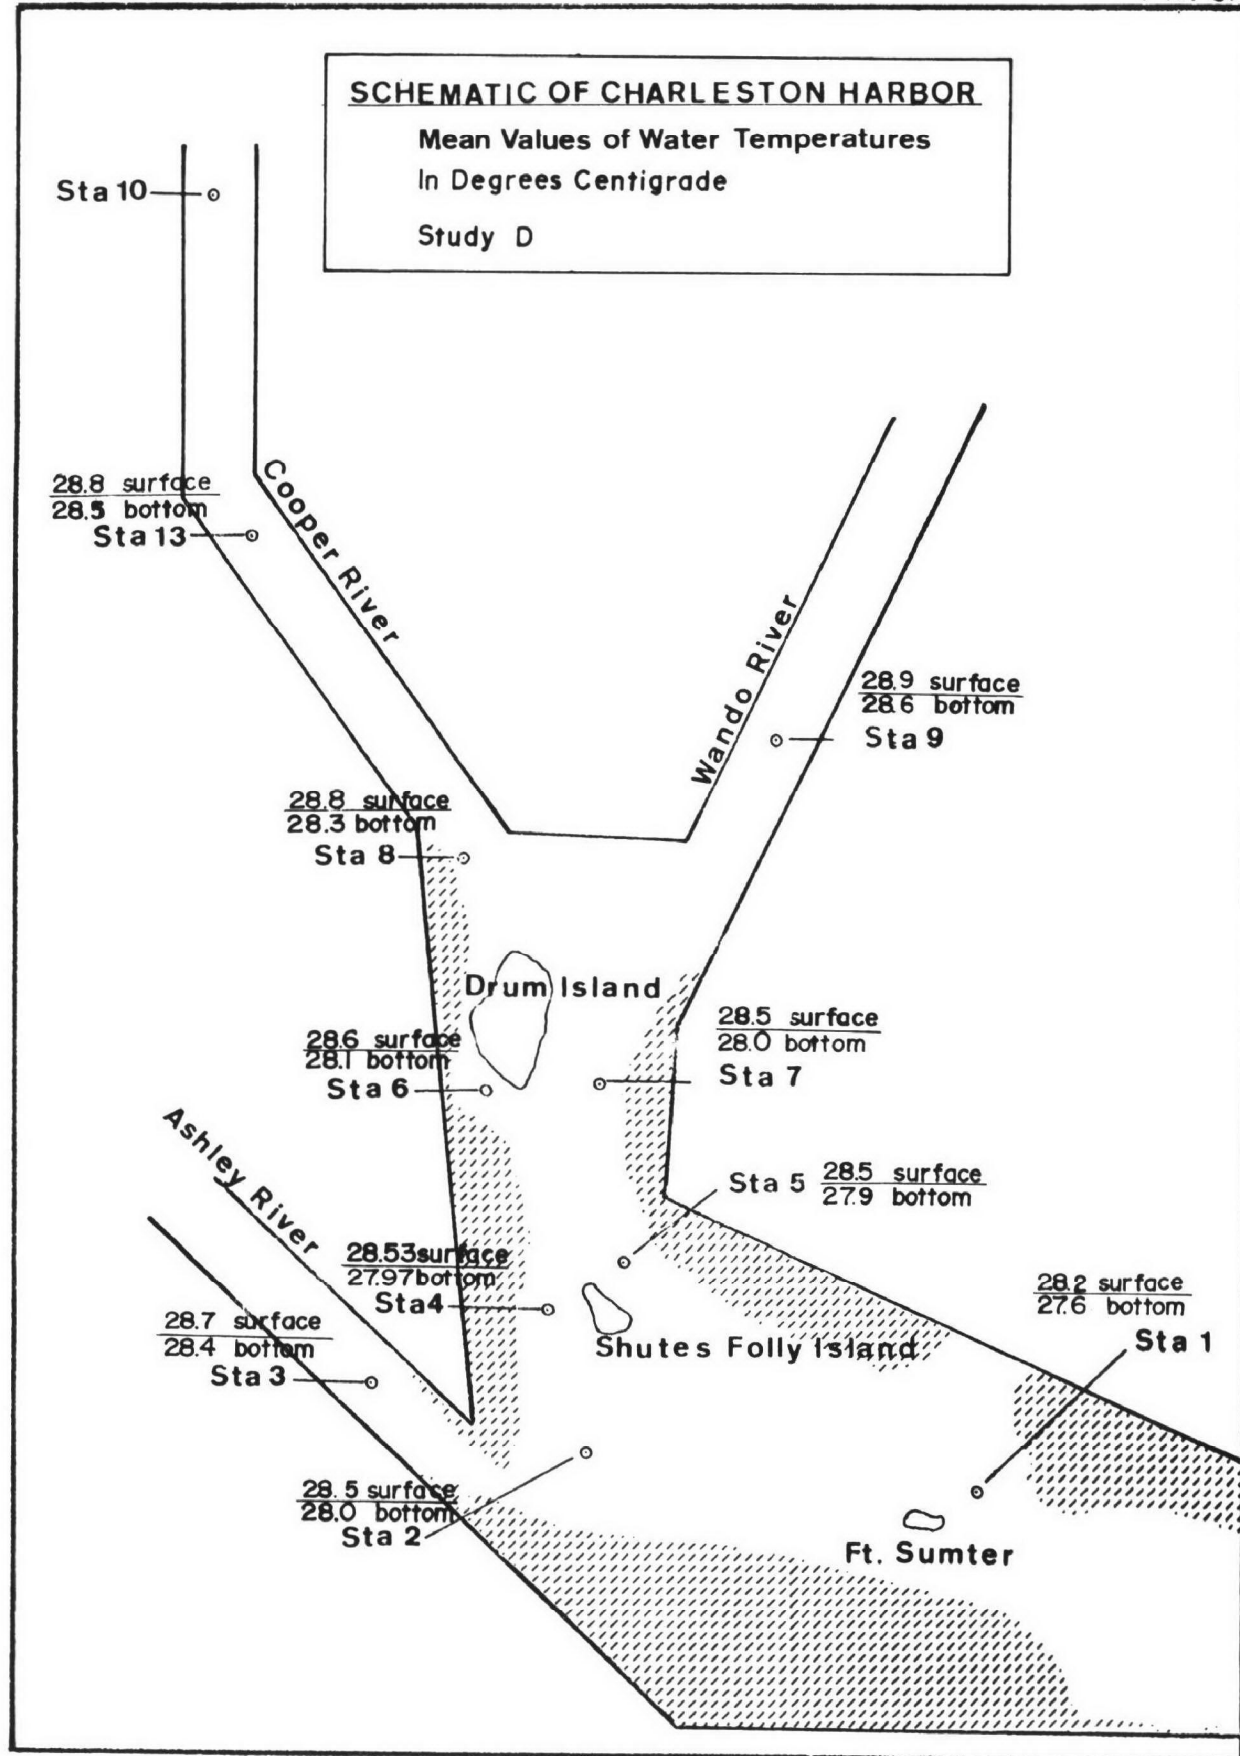 SCHEMATIC OF CHARLESTON HARBOR
Mean Values of Water Temperatures
In Degrees Centigrade
Study D
Sta 10
28.8 surface
28.5 bottom
Sta 13
Cooper River
Wando River
28.9 surface
28.6 bottom
Sta 9
28.8 surface
28.3 bottom
Sta 8
Drum Island
28.6 surface
28.1 bottom
Sta 6
28.5 surface
28.0 bottom
Sta 7
Ashley River
Sta 5 28.5 surface
27.9 bottom
28.53 surface
27.97 bottom
Sta 4
28.2 surface
27.6 bottom
Sta 1
28.7 surface
28.4 bottom
Sta 3
Shutes Folly Island
28.5 surface
28.0 bottom
Sta 2
Ft. Sumter